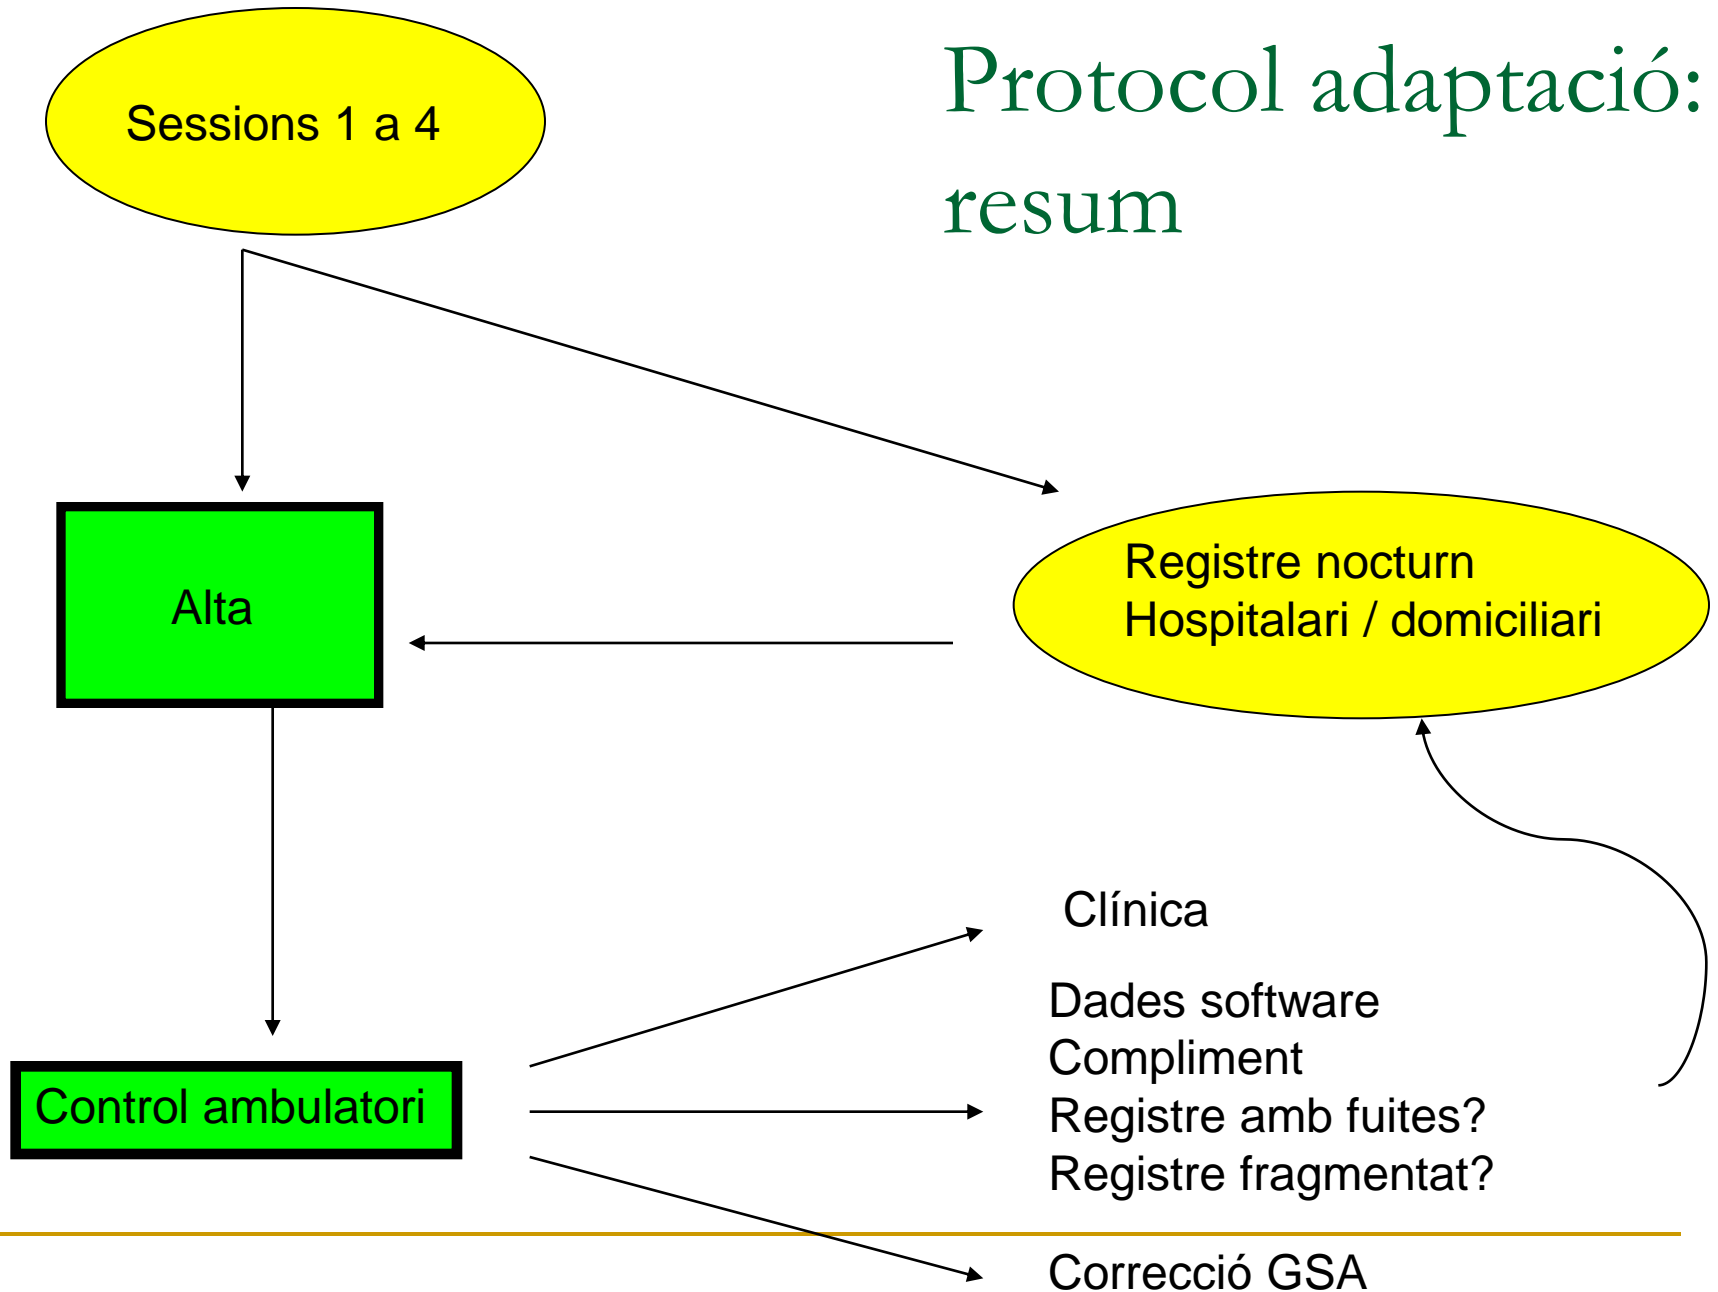 Protocol adaptació:
resum
Sessions 1 a 4
Alta
Registre nocturn
Hospitalari / domiciliari
Control ambulatori
Clínica
Dades software
Compliment
Registre amb fuites?
Registre fragmentat?
Correcció GSA